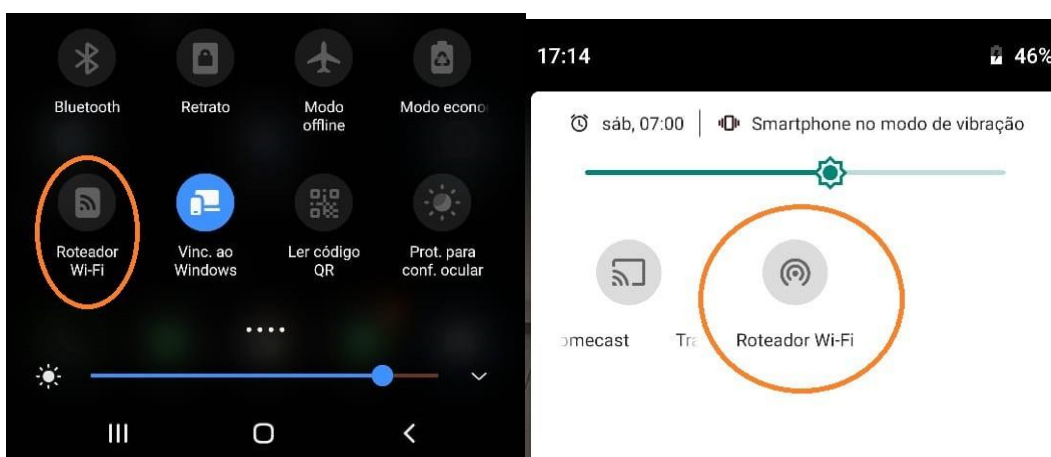 Bluetooth
Retrato
Modo
offline
Modo econo
Roteador
Wi-Fi
Vinc. ao
Windows
Ler código
QR
Prot. para
conf. ocular
17:14
46%
sáb, 07:00
Smartphone no modo de vibração
omecast
Tra
Roteador Wi-Fi